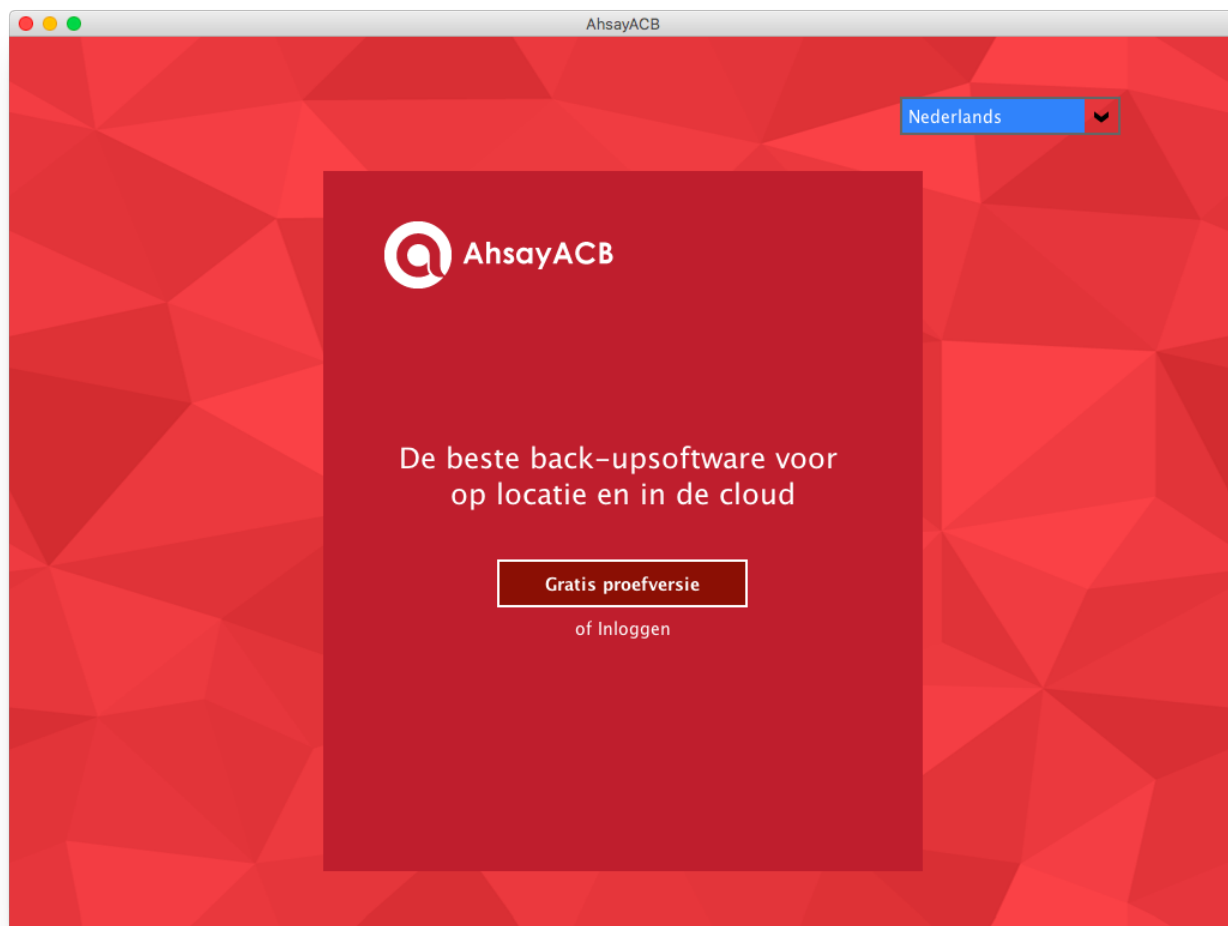 AhsayACB
Nederlands
AhsayACB
De beste back-upsoftware voor
op locatie en in de cloud
Gratis proefversie
of Inloggen